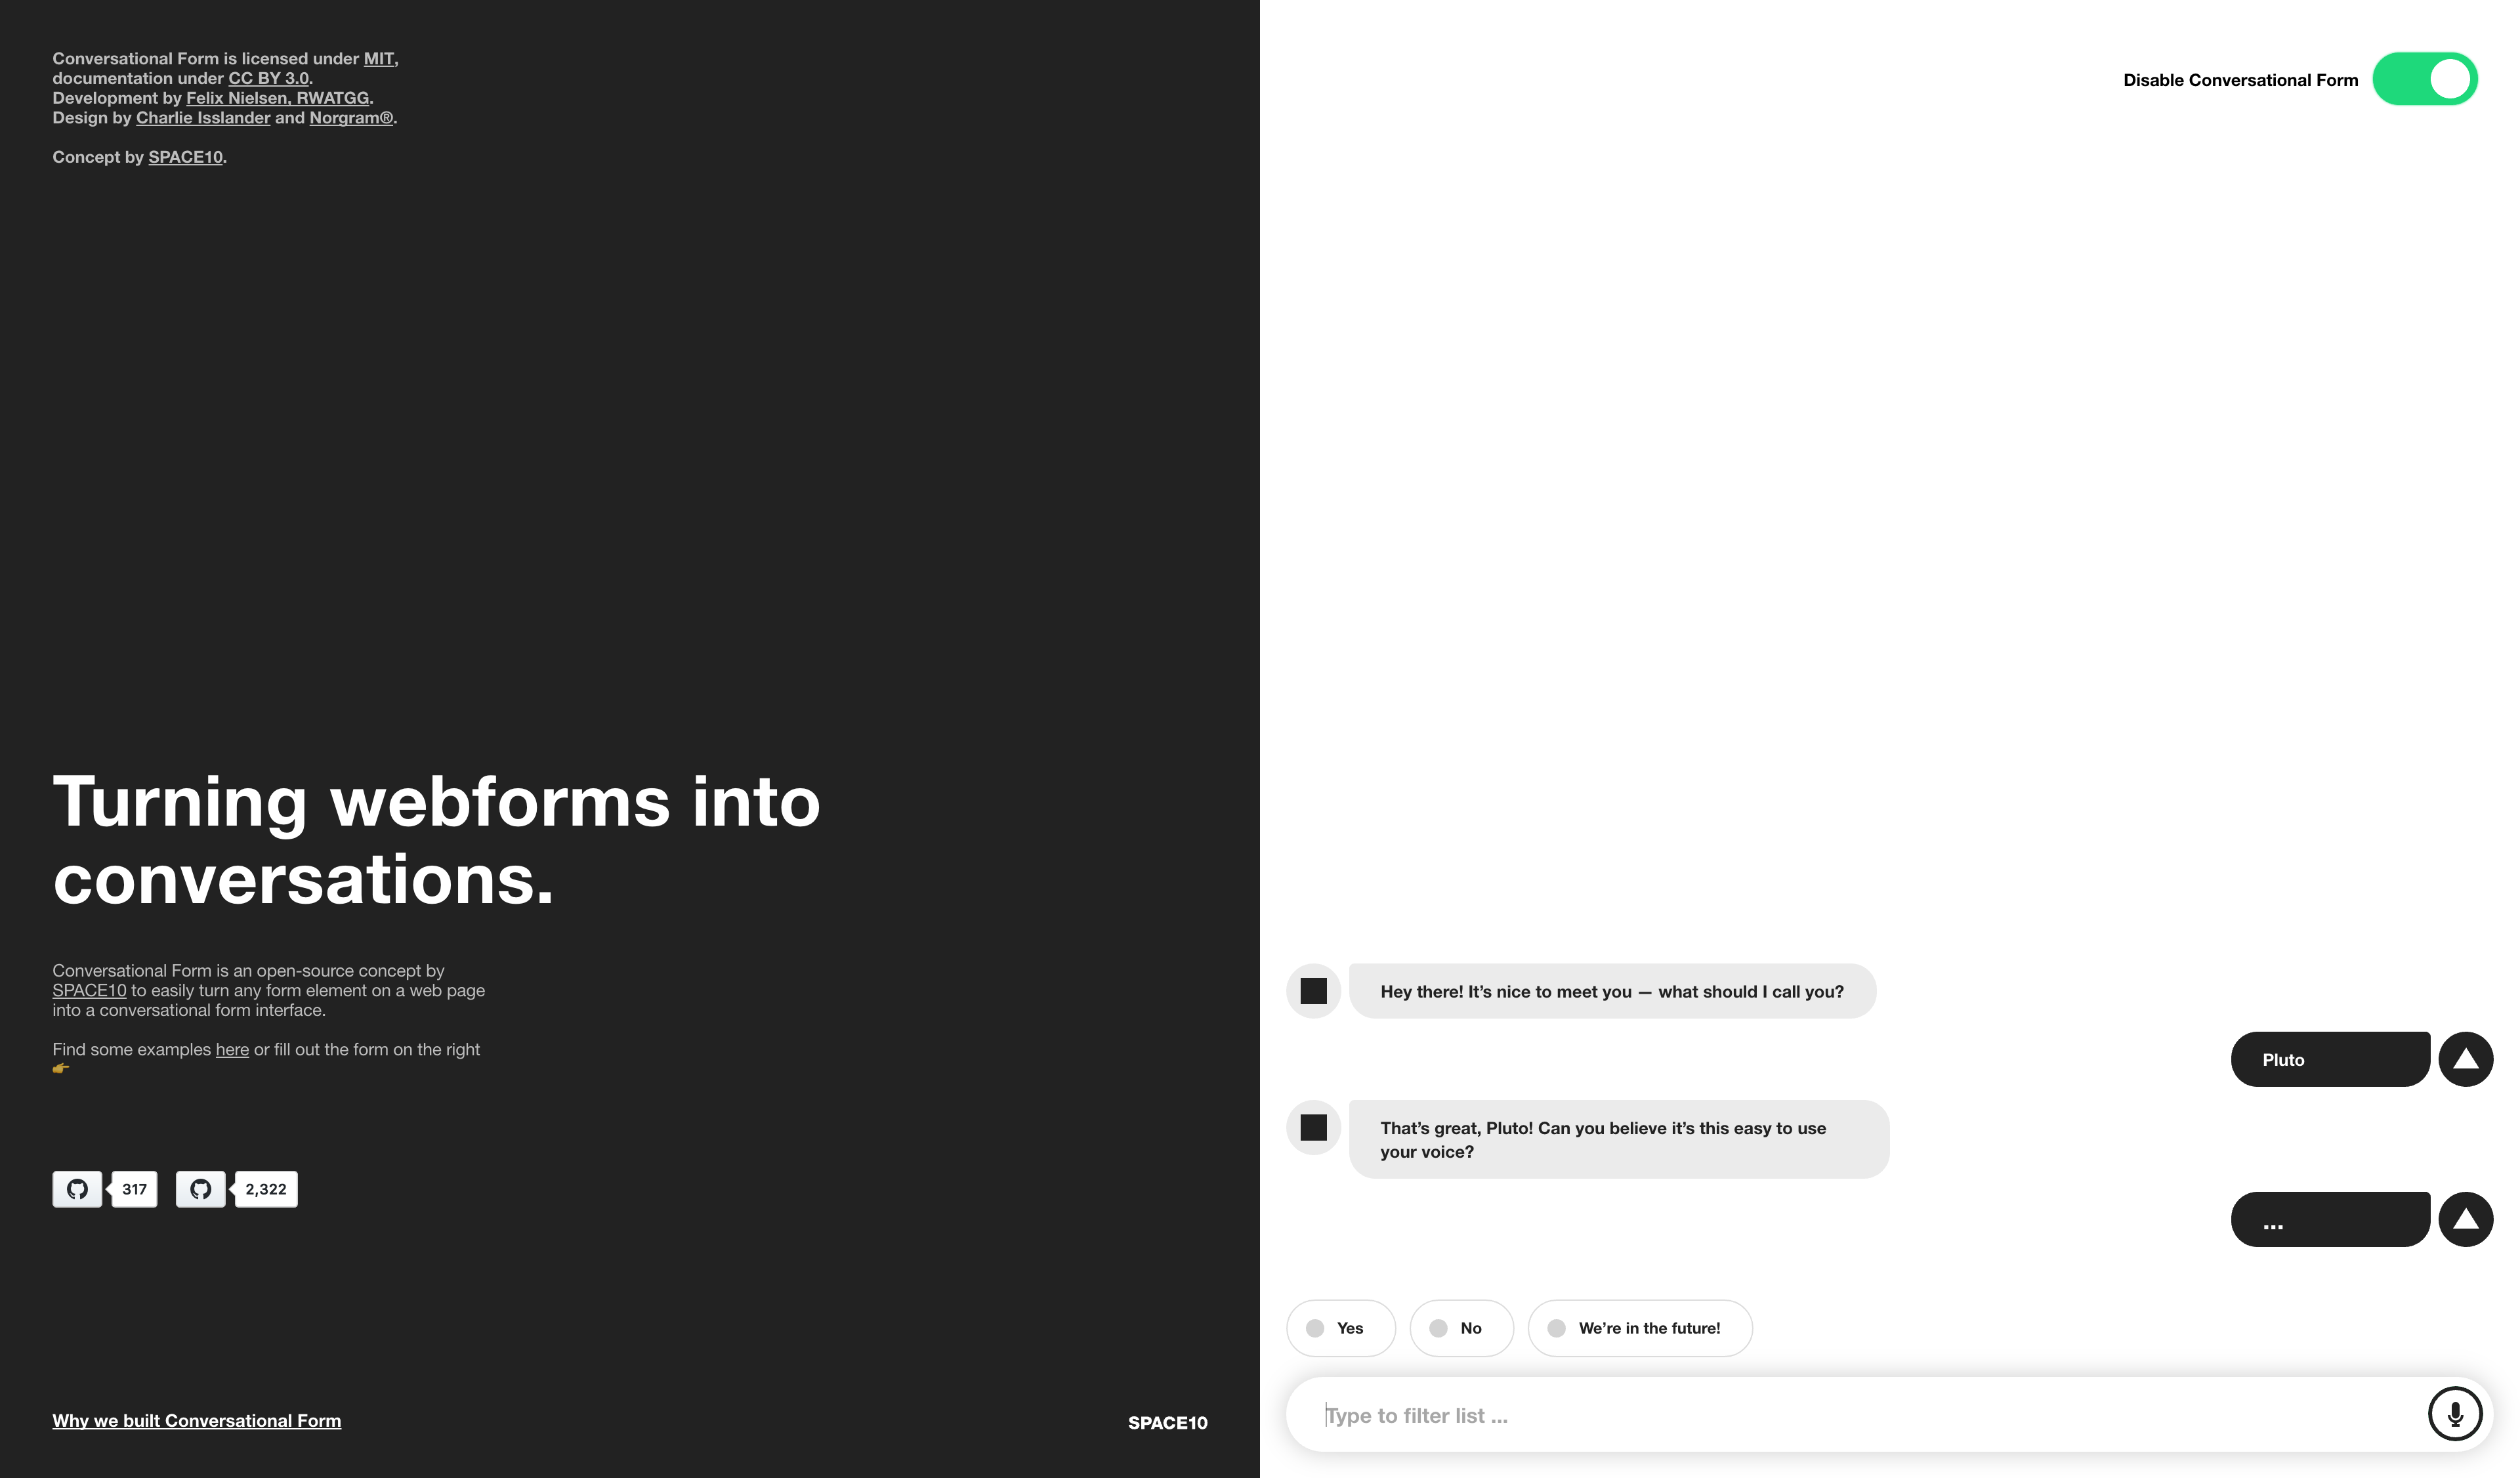 Conversational Form is licensed under MIT,
documentation under CC BY 3.0.
Development by Felix Nielsen, RWATGG.
Design by Charlie Isslander and Norgram®.
Concept by SPACE10.
Turning webforms into
conversations.
Conversational Form is an open-source concept by
SPACE10 to easily turn any form element on a web page
into a conversational form interface.
Find some examples here or fill out the form on the right
👉
317
2,322
Why we built Conversational Form
SPACE10
Disable Conversational Form
Hey there! It’s nice to meet you — what should I call you?
Pluto
That’s great, Pluto! Can you believe it’s this easy to use
your voice?
...
Yes
No
We’re in the future!
Type to filter list ...